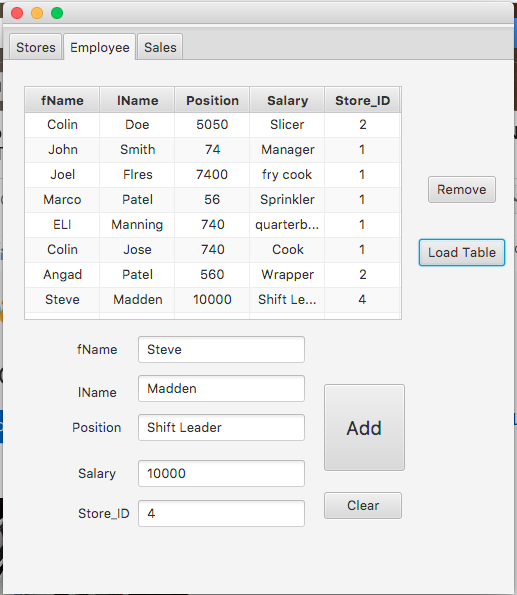 Stores Employee Sales
fName lName Position Salary Store_ID
Colin Doe 5050 Slicer 2
John Smith 74 Manager 1
Joel Flres 7400 fry cook 1
Marco Patel 56 Sprinkler 1
ELI Manning 740 quarterb... 1
Colin Jose 740 Cook 1
Angad Patel 560 Wrapper 2
Steve Madden 10000 Shift Le... 4
Remove
Load Table
fName Steve
lName Madden
Position Shift Leader
Add
Salary 10000
Clear
Store_ID 4